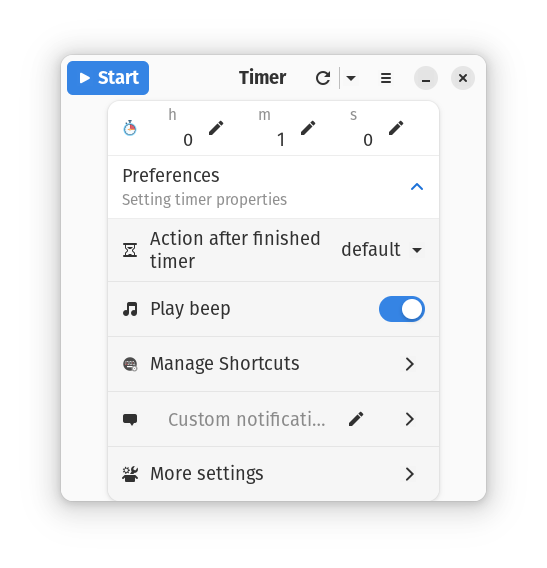 Start
Timer
h
m
s
0
1
0
Preferences
Setting timer properties
Action after finished
timer
default
Play beep
Manage Shortcuts
Custom notificati...
More settings